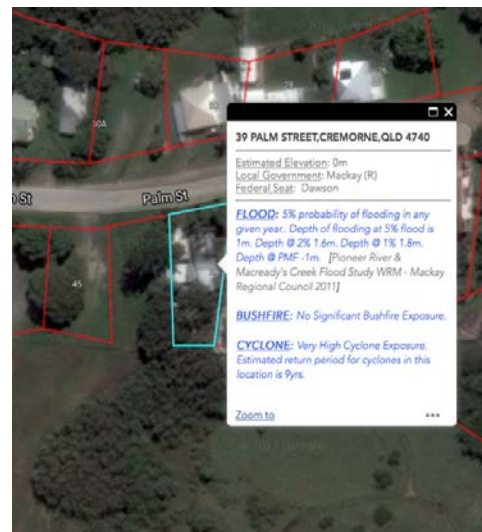 39 PALM STREET,CREMORNE,QLD 4740
Estimated Elevation: 0m
Local Government: Mackay (R)
Federal Seat: Dawson
FLOOD: 5% probability of flooding in any
given year.. Depth of flooding at 5% flood is
1m. Depth @ 2% 1.6m. Depth @ 1% 1.8m.
Depth @ PMF -1m. [Pioneer River &
Macready's Creek Flood Study WRM - Mackay
Regional Council 2011]
BUSHFIRE: No Significant Bushfire Exposure.
CYCLONE: Very High Cyclone Exposure.
Estimated return period for cyclones in this
location is 9yrs.
Zoom to
30A
St
Palm St
45